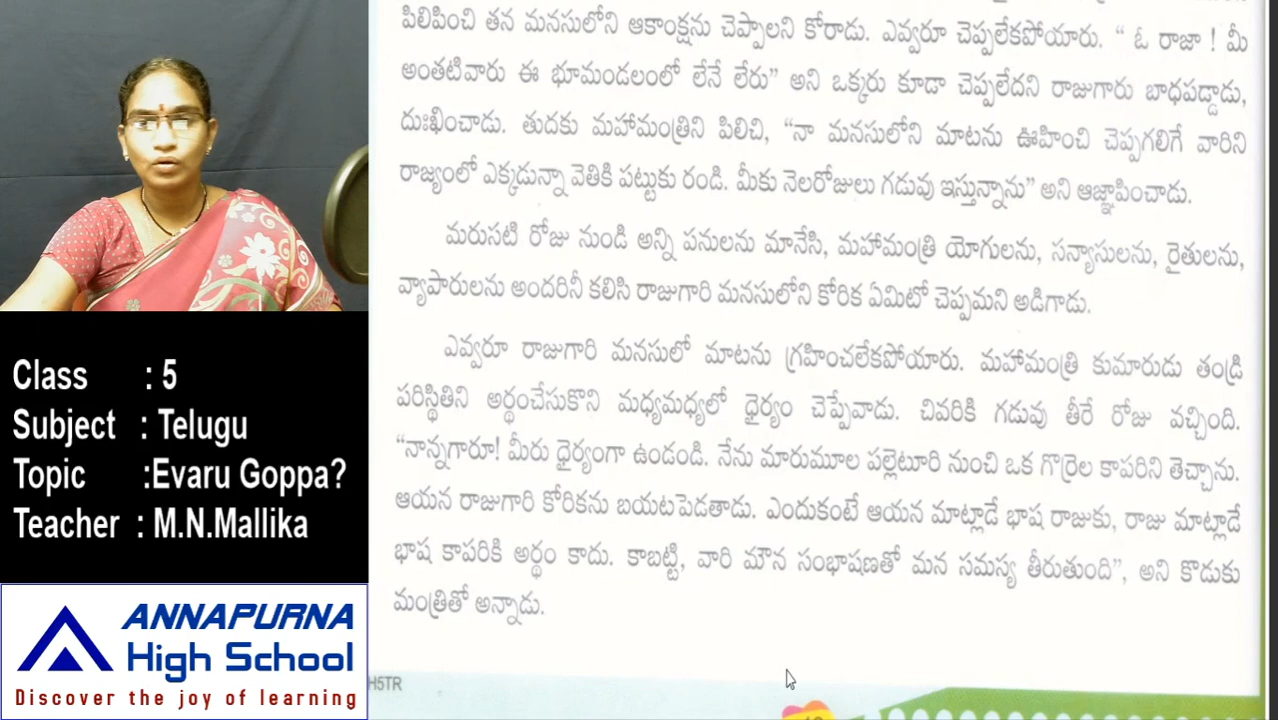 పిలిపించి తన మనసులోని ఆకాంక్షను చెప్పాలని కోరాడు. ఎవ్వరూ చెప్పలేకపోయారు. “ ఓ రాజా ! మీ
అంతటివారు ఈ భూమండలంలో లేనే లేరు” అని ఒక్కరు కూడా చెప్పలేదని రాజుగారు బాధపడ్డాడు,
దుఃఖించాడు. తుదకు మహామంత్రిని పిలిచి, “నా మనసులోని మాటను ఊహించి చెప్పగలిగే వారిని
రాజ్యంలో ఎక్కడున్నా వెతికి పట్టుకు రండి. మీకు నెలరోజులు గడువు ఇస్తున్నాను” అని ఆజ్ఞాపించాడు.
మరుసటి రోజు నుండి అన్ని పనులను మానేసి, మహామంత్రి యోగులను, సన్యాసులను, రైతులను,
వ్యాపారులను అందరినీ కలిసి రాజుగారి మనసులోని కోరిక ఏమిటో చెప్పమని అడిగాడు.
ఎవ్వరూ రాజుగారి మనసులో మాటను గ్రహించలేకపోయారు. మహామంత్రి కుమారుడు తండ్రి
పరిస్థితిని అర్థంచేసుకొని మధ్యమధ్యలో ధైర్యం చెప్పేవాడు. చివరికి గడువు తీరే రోజు వచ్చింది.
“నాన్నగారూ! మీరు ధైర్యంగా ఉండండి. నేను మారుమూల పల్లెటూరి నుంచి ఒక గొర్రెల కాపరిని తెచ్చాను.
ఆయన రాజుగారి కోరికను బయటపెడతాడు. ఎందుకంటే ఆయన మాట్లాడే భాష రాజుకు, రాజు మాట్లాడే
భాష కాపరికి అర్థం కాదు. కాబట్టి, వారి మౌన సంభాషణతో మన సమస్య తీరుతుంది”, అని కొడుకు
మంత్రితో అన్నాడు.
H5TR
Class : 5
Subject : Telugu
Topic :Evaru Goppa?
Teacher : M.N.Mallika
ANNAPURNA
High School
Discover the joy of learning